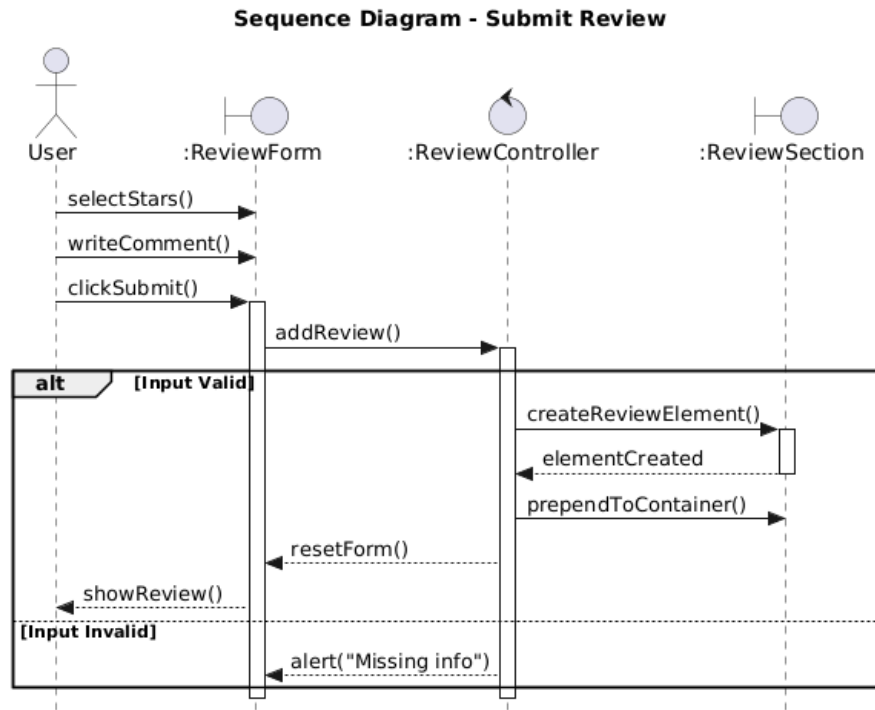 Sequence Diagram - Submit Review
User
:ReviewForm
:ReviewController
:ReviewSection
selectStars()
writeComment()
clickSubmit()
addReview()
alt [Input Valid]
createReviewElement()
elementCreated
prependToContainer()
resetForm()
showReview()
[Input Invalid]
alert("Missing info")